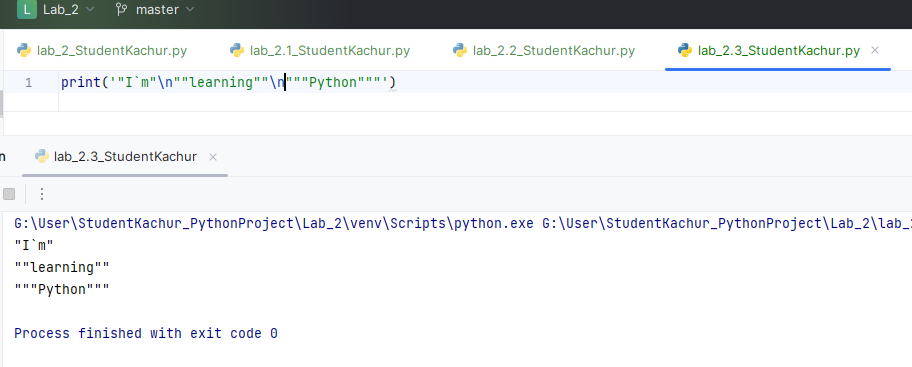 L Lab_2 master
lab_2_StudentKachur.py lab_2.1_StudentKachur.py lab_2.2_StudentKachur.py lab_2.3_StudentKachur.py
1 print('"I`m"\n""learning""\n"""Python"""')
n lab_2.3_StudentKachur
G:\User\StudentKachur_PythonProject\Lab_2\venv\Scripts\python.exe G:\User\StudentKachur_PythonProject\Lab_2\lab_
"I`m"
""learning""
"""Python"""
Process finished with exit code 0